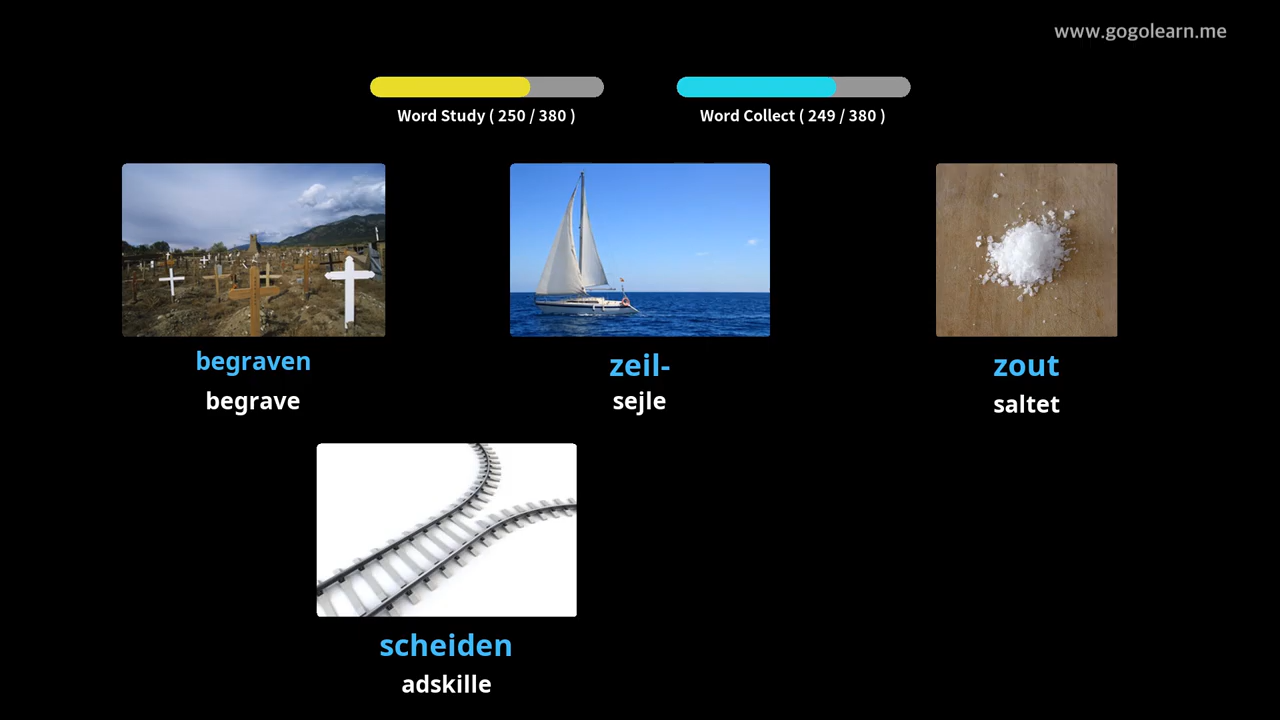 www.gogolearn.me
Word Study ( 250 / 380 )
Word Collect ( 249 / 380 )
begraven
begrave
zeil-
sejle
zout
saltet
scheiden
adskille